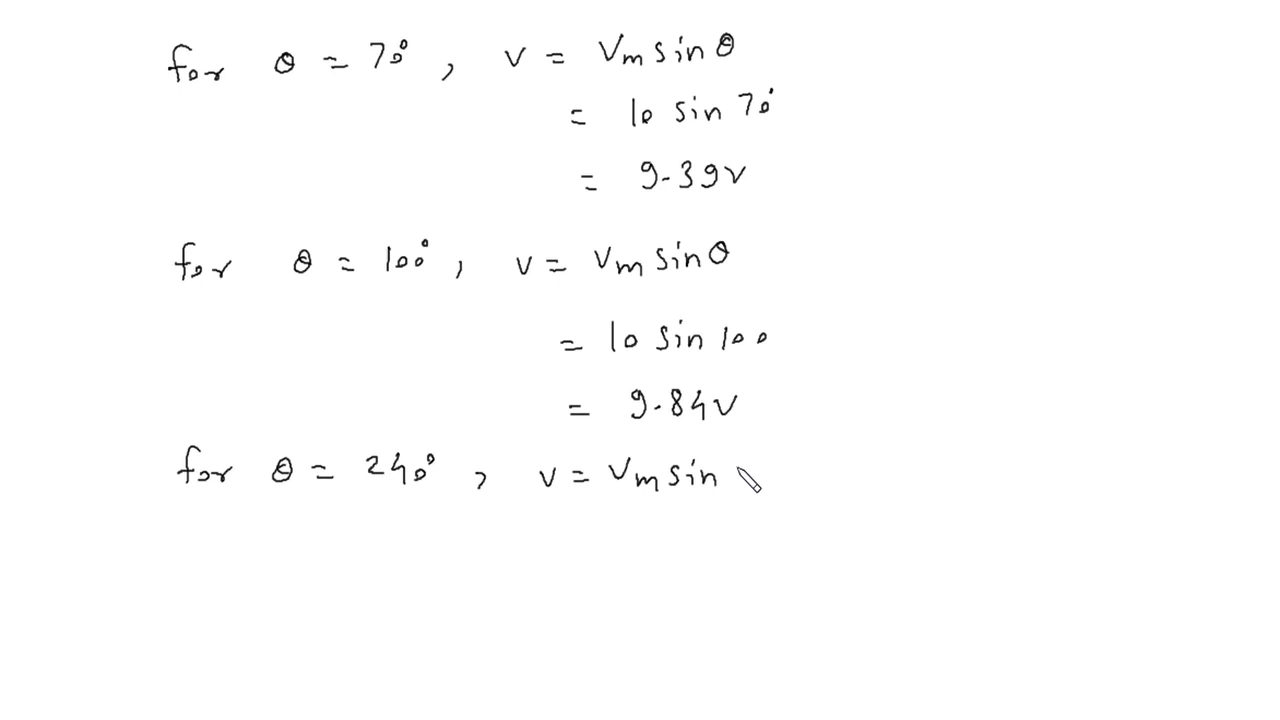 for θ = 70°, v = Vm sin θ
= 10 sin 70°
= 9.39v
for θ = 100°, v = Vm sin θ
= 10 sin 100
= 9.84v
for θ = 240°, v = Vm sin